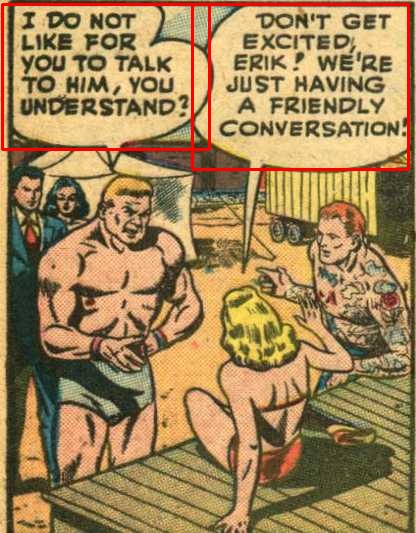 I DO NOT
LIKE FOR
YOU TO TALK
TO HIM, YOU
UNDERSTAND?
DON'T GET
EXCITED,
ERIK! WE'RE
JUST HAVING
A FRIENDLY
CONVERSATION!